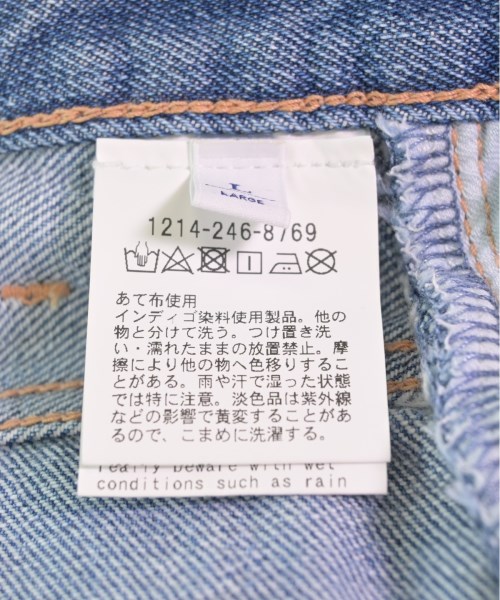 L
LARGE
1214-246-8769
あて布使用
インディゴ染料使用製品。他の
物と分けて洗う。つけ置き洗
い・濡れたままの放置禁止。摩
擦により他の物へ色移りするこ
とがある。雨や汗で湿った状態
では特に注意。淡色品は紫外線
などの影響で黄変することがあ
るので、こまめに洗濯する。
really beware with wet
conditions such as rain